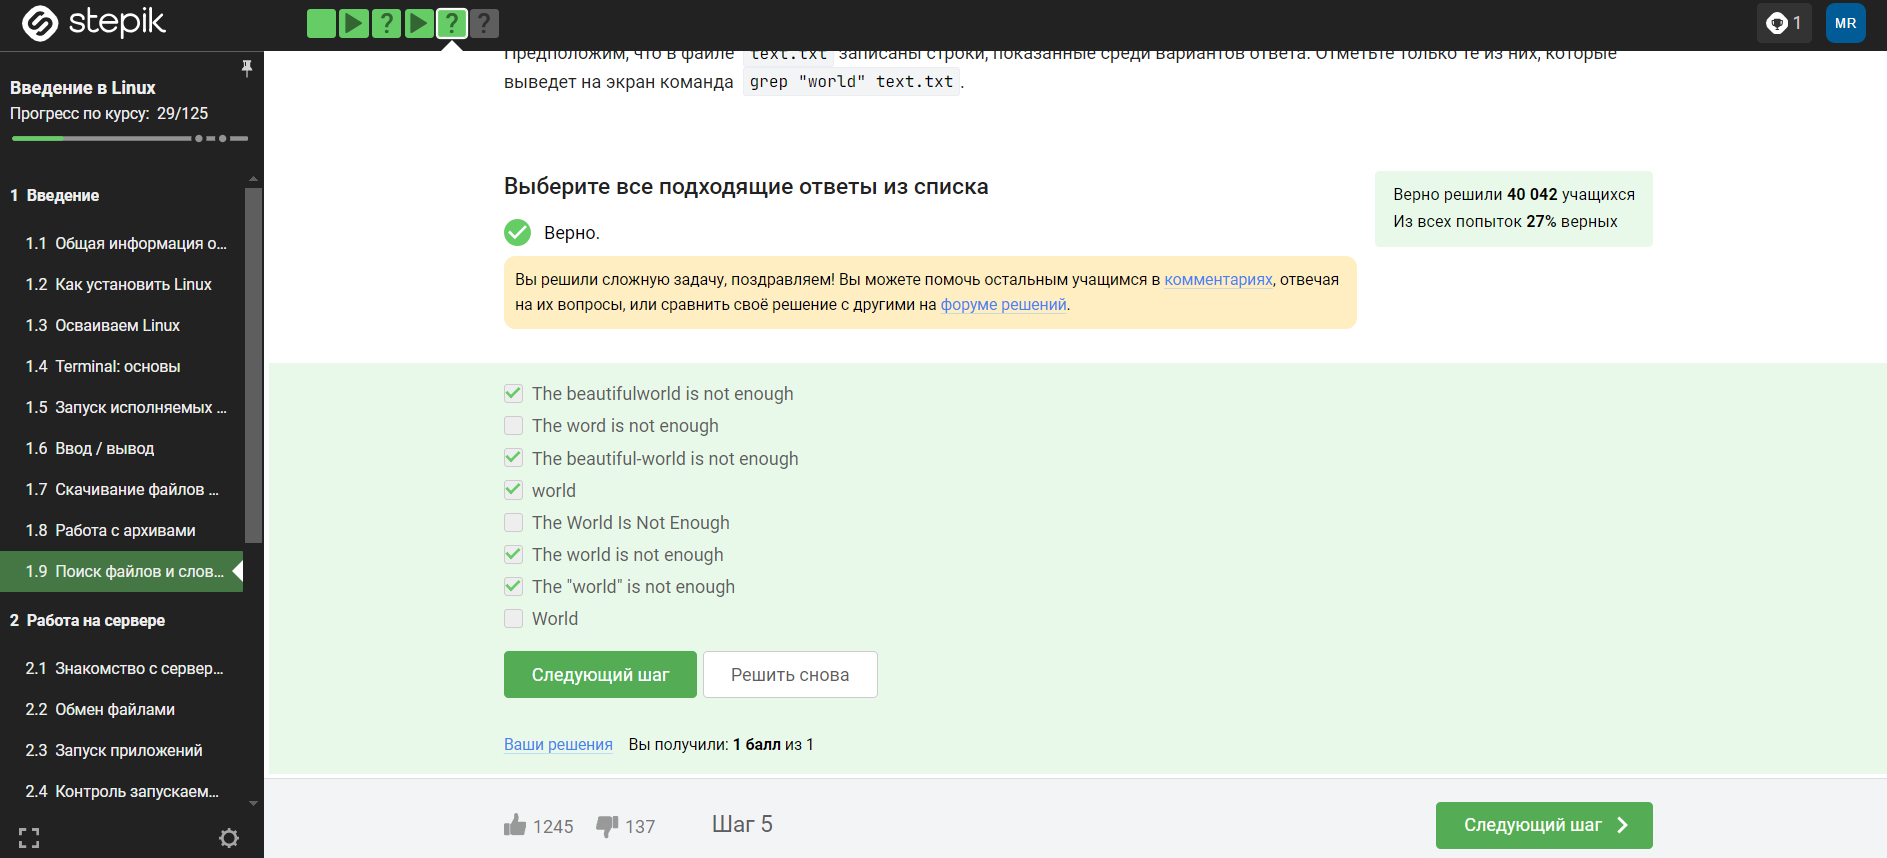 stepik
?
?
?
1
MR
Введение в Linux
Прогресс по курсу: 29/125
1 Введение
1.1 Общая информация о...
1.2 Как установить Linux
1.3 Осваиваем Linux
1.4 Terminal: основы
1.5 Запуск исполняемых ...
1.6 Ввод / вывод
1.7 Скачивание файлов ...
1.8 Работа с архивами
1.9 Поиск файлов и слов...
2 Работа на сервере
2.1 Знакомство с сервер...
2.2 Обмен файлами
2.3 Запуск приложений
2.4 Контроль запускаем...
Предположим, что в файле text.txt записаны строки, показанные среди вариантов ответа. Отметьте только те из них, которые
выведет на экран команда grep "world" text.txt.
Выберите все подходящие ответы из списка
Верно решили 40 042 учащихся
Из всех попыток 27% верных
Верно.
Вы решили сложную задачу, поздравляем! Вы можете помочь остальным учащимся в комментариях, отвечая
на их вопросы, или сравнить своё решение с другими на форуме решений.
The beautifulworld is not enough
The word is not enough
The beautiful-world is not enough
world
The World Is Not Enough
The world is not enough
The "world" is not enough
World
Следующий шаг
Решить снова
Ваши решения Вы получили: 1 балл из 1
1245
137
Шаг 5
Следующий шаг